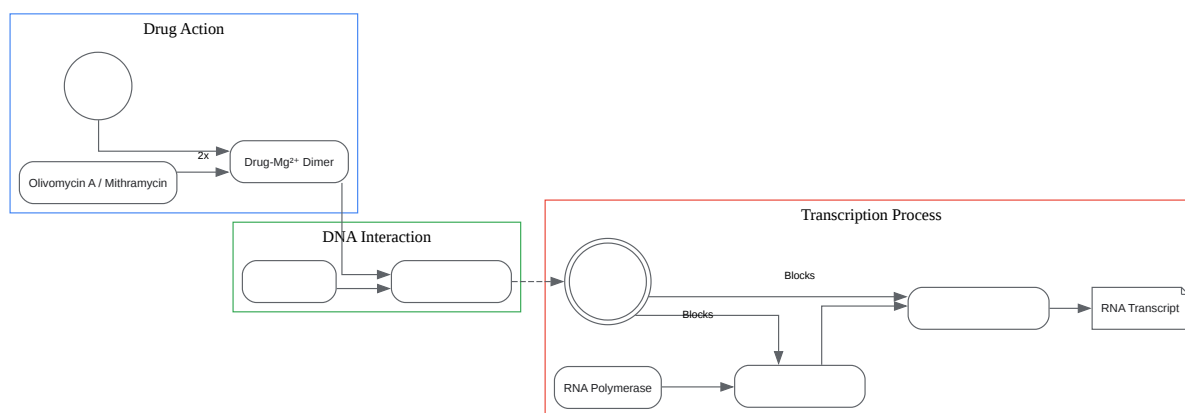 Drug Action
2x
Drug-Mg²⁺ Dimer
Olivomycin A / Mithramycin
DNA Interaction
Transcription Process
Blocks
Blocks
RNA Transcript
RNA Polymerase